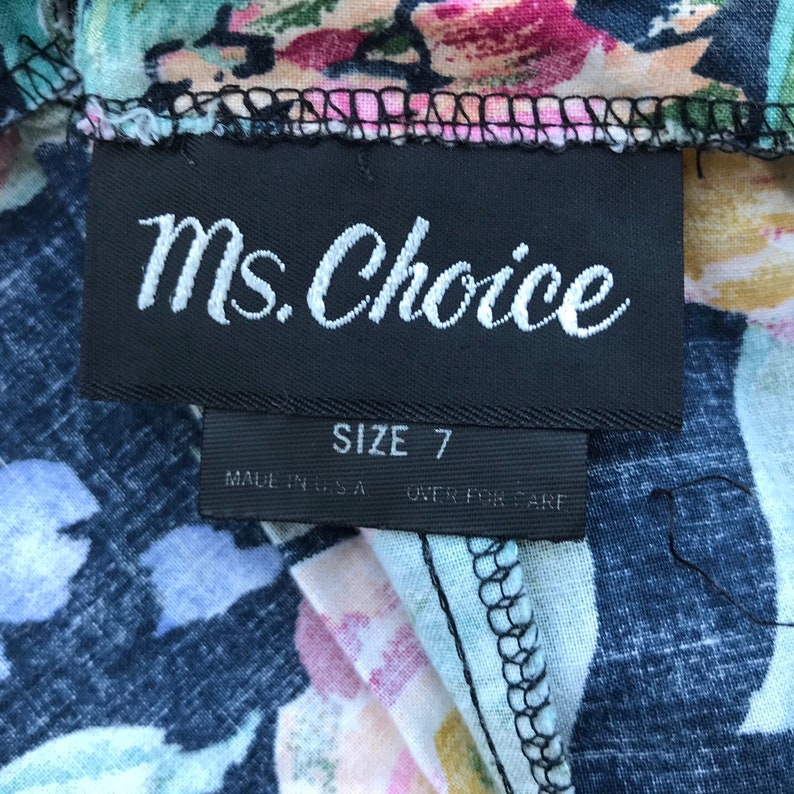 Ms. Choice
SIZE 7
MADE IN U.S.A. OVER FOR CARE